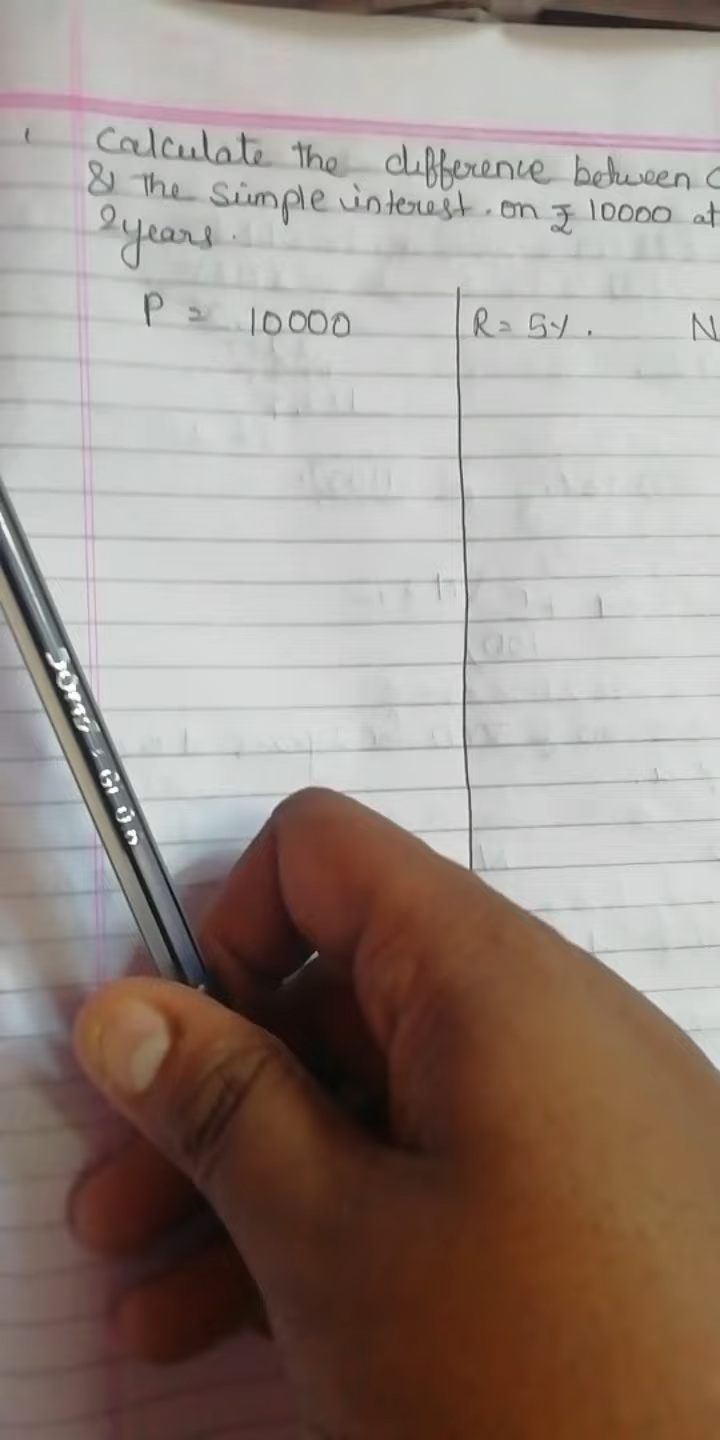 Calculate the difference between C
& the simple interest. on ₹ 10000 at
2 years.
P = 10000 R = 5%. N